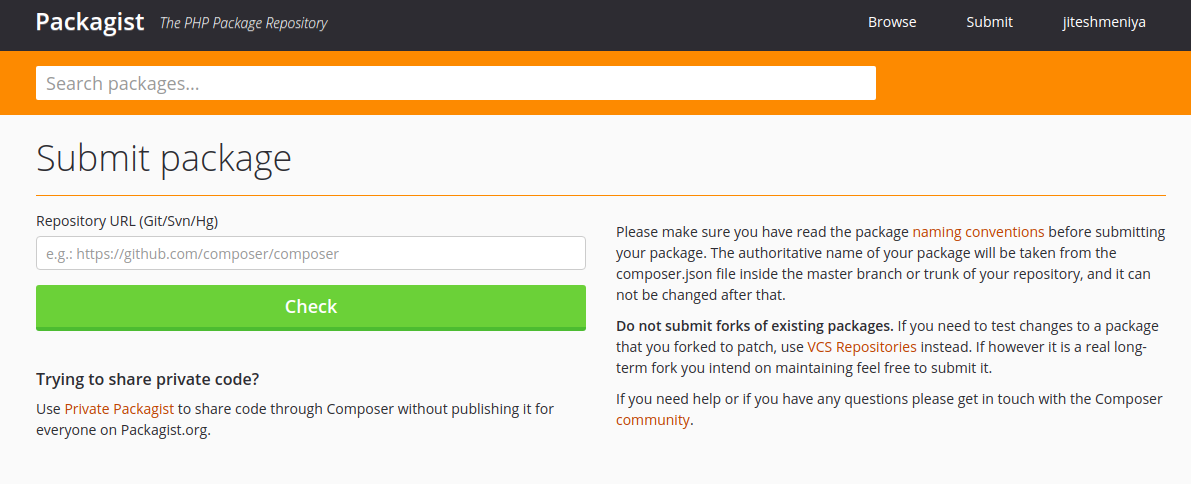 Packagist The PHP Package Repository Browse Submit jiteshmeniya
Search packages...
Submit package
Repository URL (Git/Svn/Hg)
e.g.: https://github.com/composer/composer
Check
Trying to share private code?
Use Private Packagist to share code through Composer without publishing it for
everyone on Packagist.org.
Please make sure you have read the package naming conventions before submitting
your package. The authoritative name of your package will be taken from the
composer.json file inside the master branch or trunk of your repository, and it can
not be changed after that.
Do not submit forks of existing packages. If you need to test changes to a package
that you forked to patch, use VCS Repositories instead. If however it is a real long-
term fork you intend on maintaining feel free to submit it.
If you need help or if you have any questions please get in touch with the Composer
community.